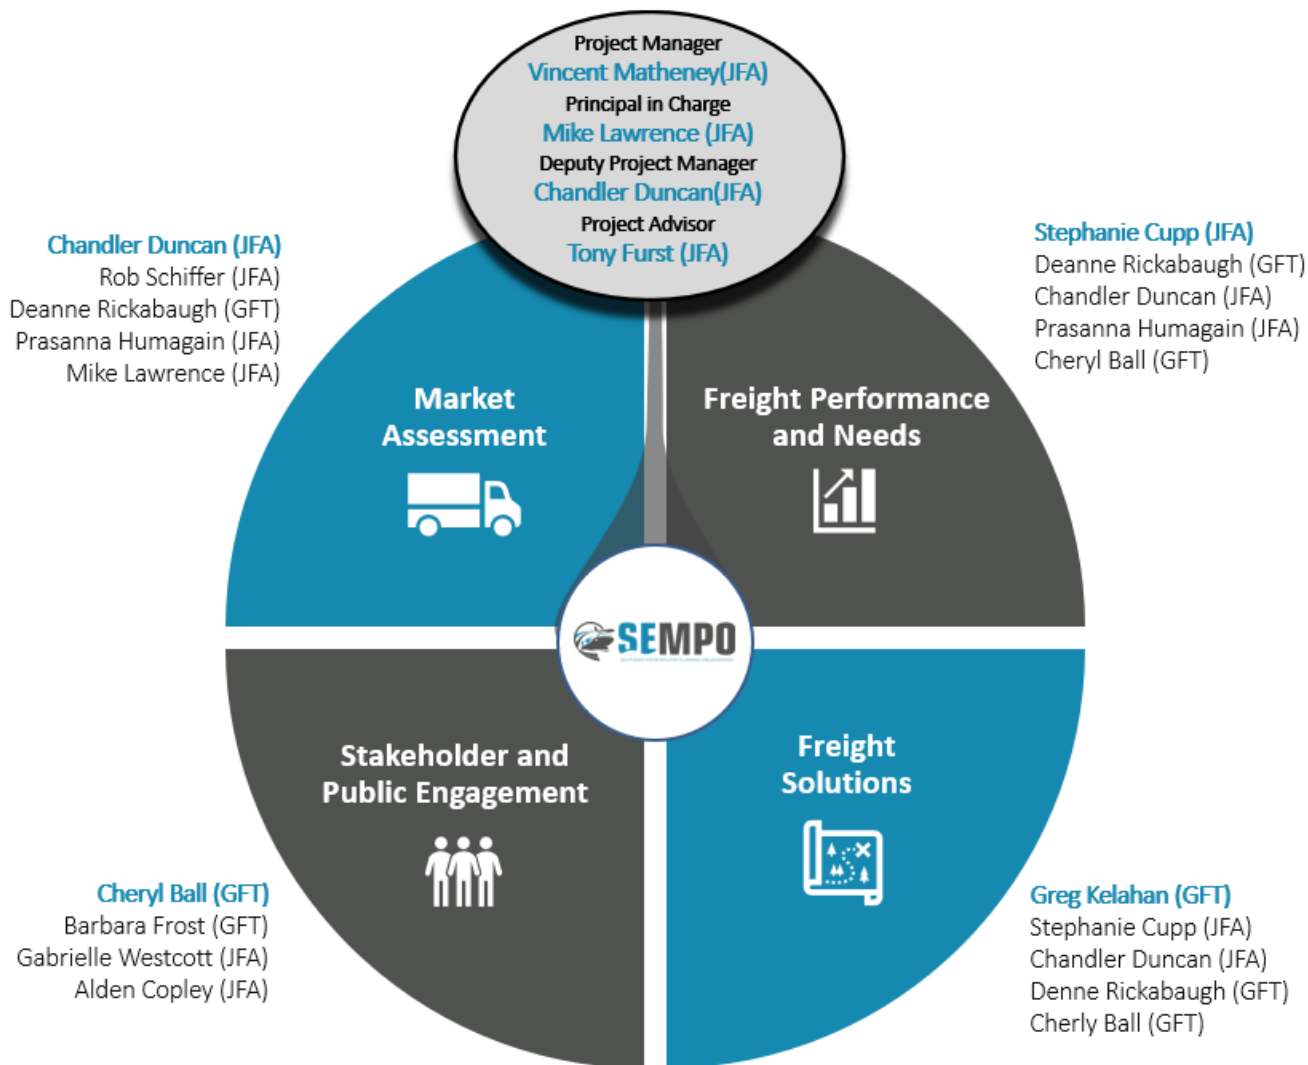 Project Manager
Vincent Matheney(JFA)
Principal in Charge
Mike Lawrence (JFA)
Deputy Project Manager
Chandler Duncan(JFA)
Project Advisor
Tony Furst (JFA)
Chandler Duncan (JFA)
Rob Schiffer (JFA)
Deanne Rickabaugh (GFT)
Prasanna Humagain (JFA)
Mike Lawrence (JFA)
Stephanie Cupp (JFA)
Deanne Rickabaugh (GFT)
Chandler Duncan (JFA)
Prasanna Humagain (JFA)
Cheryl Ball (GFT)
Market
Assessment
Freight Performance
and Needs
SEMPO
Stakeholder and
Public Engagement
Freight
Solutions
Cheryl Ball (GFT)
Barbara Frost (GFT)
Gabrielle Westcott (JFA)
Alden Copley (JFA)
Greg Kelahan (GFT)
Stephanie Cupp (JFA)
Chandler Duncan (JFA)
Denne Rickabaugh (GFT)
Cherly Ball (GFT)